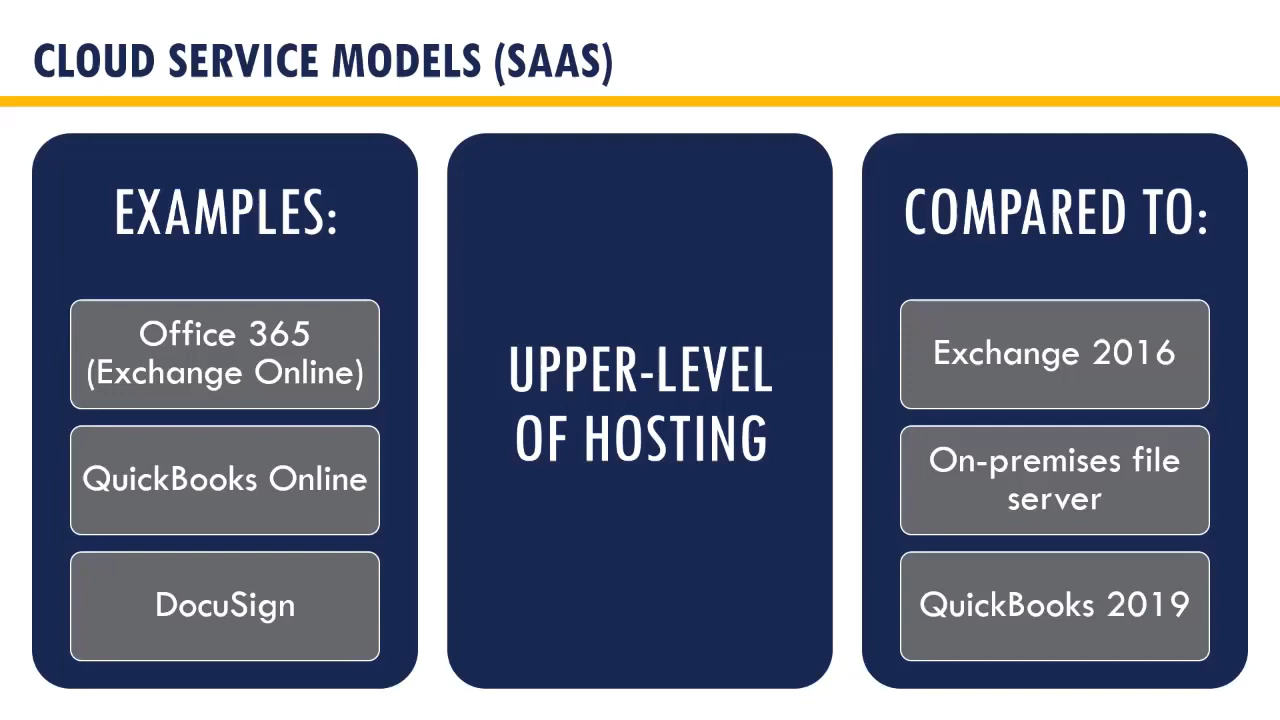 CLOUD SERVICE MODELS (SAAS)
EXAMPLES:
Office 365
(Exchange Online)
QuickBooks Online
DocuSign
UPPER-LEVEL
OF HOSTING
COMPARED TO:
Exchange 2016
On-premises file
server
QuickBooks 2019